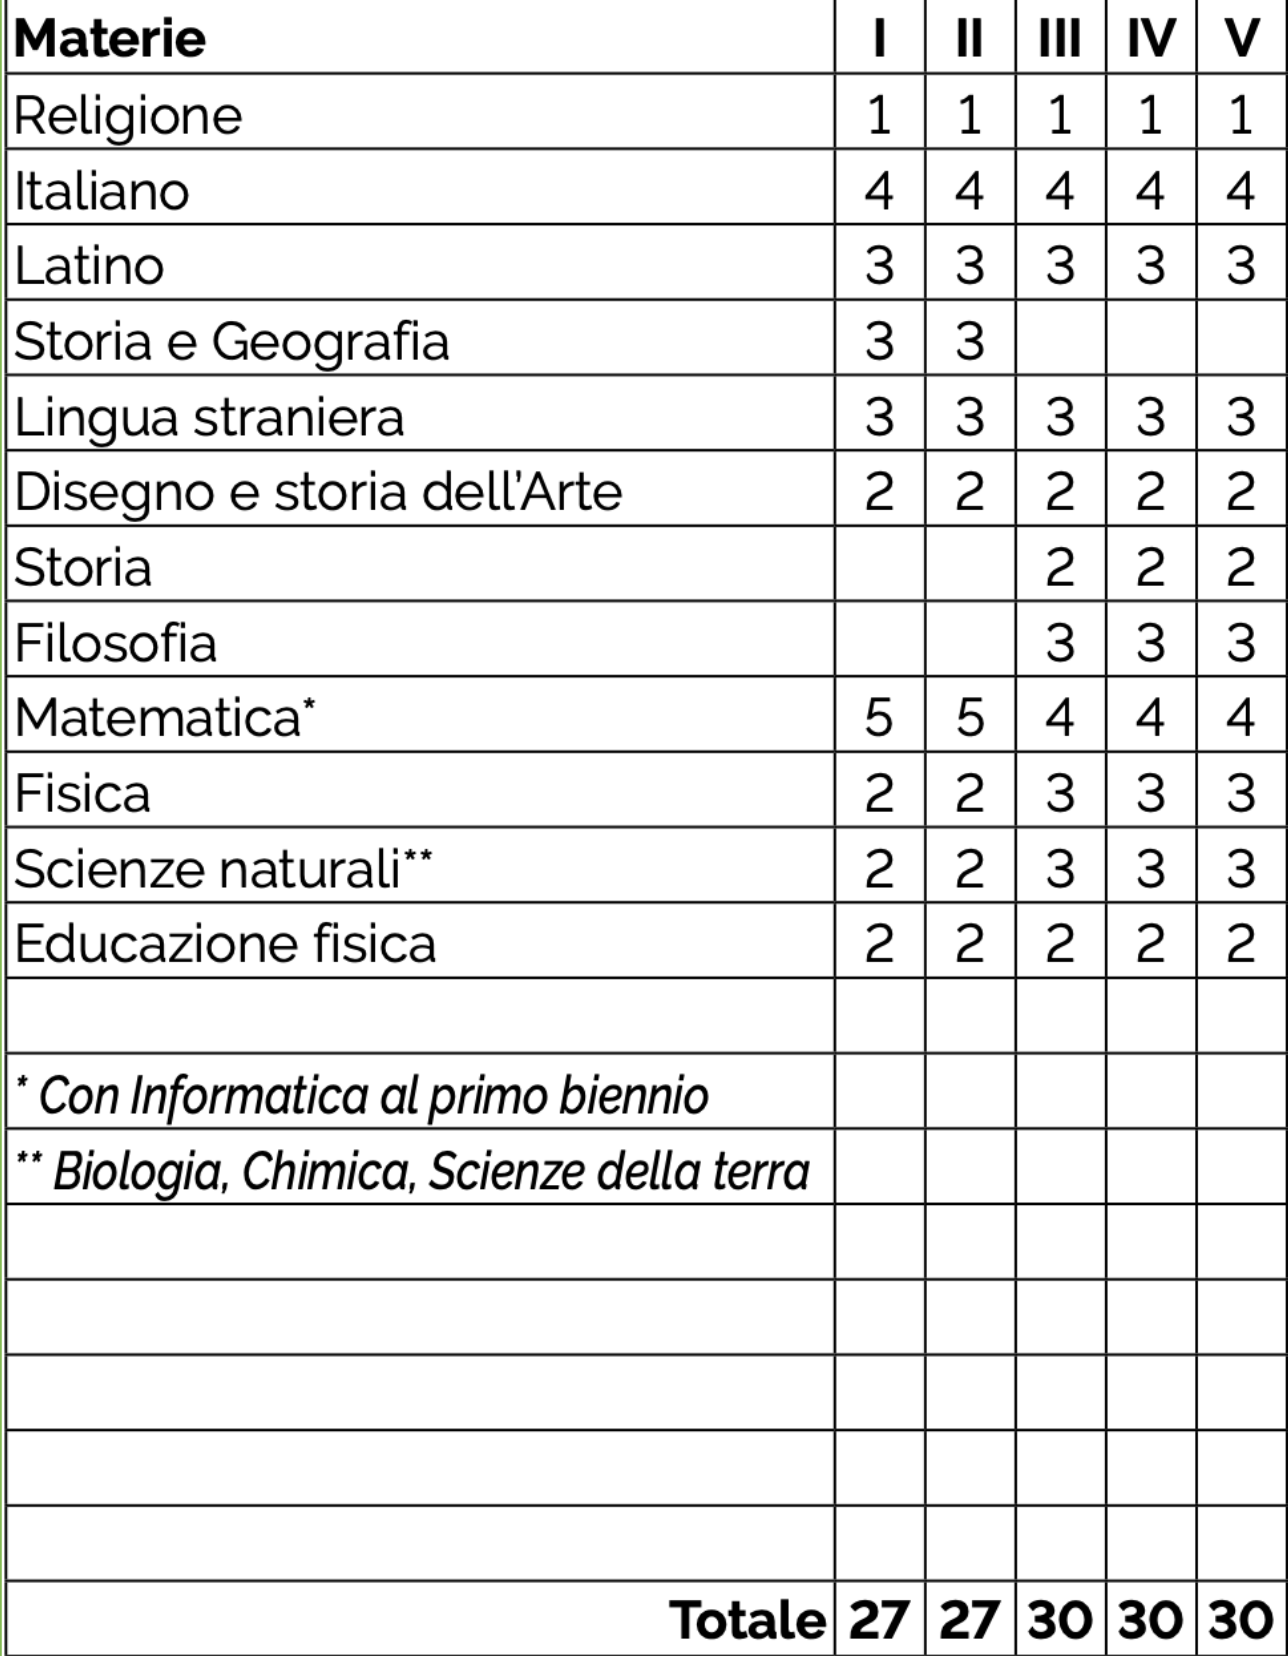 Materie I II III IV V
Religione 1 1 1 1 1
Italiano 4 4 4 4 4
Latino 3 3 3 3 3
Storia e Geografia 3 3
Lingua straniera 3 3 3 3 3
Disegno e storia dell’Arte 2 2 2 2 2
Storia 2 2 2
Filosofia 3 3 3
Matematica* 5 5 4 4 4
Fisica 2 2 3 3 3
Scienze naturali** 2 2 3 3 3
Educazione fisica 2 2 2 2 2
* Con Informatica al primo biennio
** Biologia, Chimica, Scienze della terra
Totale 27 27 30 30 30